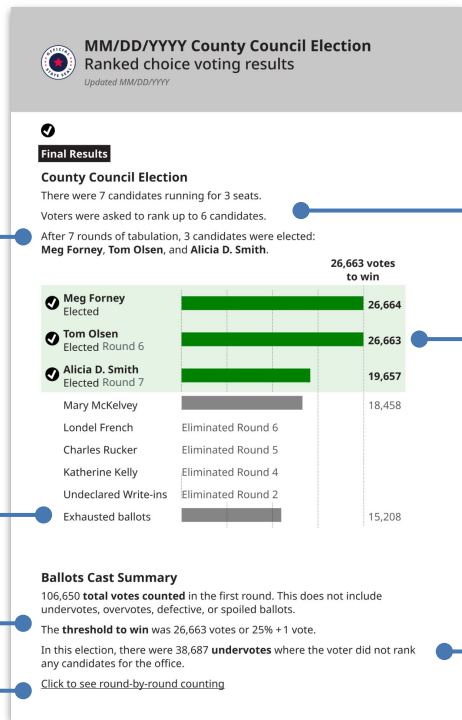 OFFICIAL
STATE SEAL
MM/DD/YYYY County Council Election
Ranked choice voting results
Updated MM/DD/YYYY
Final Results
County Council Election
There were 7 candidates running for 3 seats.
Voters were asked to rank up to 6 candidates.
After 7 rounds of tabulation, 3 candidates were elected:
Meg Forney, Tom Olsen, and Alicia D. Smith.
26,663 votes
to win
Meg Forney
Elected
26,664
Tom Olsen
Elected Round 6
26,663
Alicia D. Smith
Elected Round 7
19,657
Mary McKelvey 18,458
Londel French Eliminated Round 6
Charles Rucker Eliminated Round 5
Katherine Kelly Eliminated Round 4
Undeclared Write-ins Eliminated Round 2
Exhausted ballots 15,208
Ballots Cast Summary
106,650 total votes counted in the first round. This does not include
undervotes, overvotes, defective, or spoiled ballots.
The threshold to win was 26,663 votes or 25% +1 vote.
In this election, there were 38,687 undervotes where the voter did not rank
any candidates for the office.
Click to see round-by-round counting